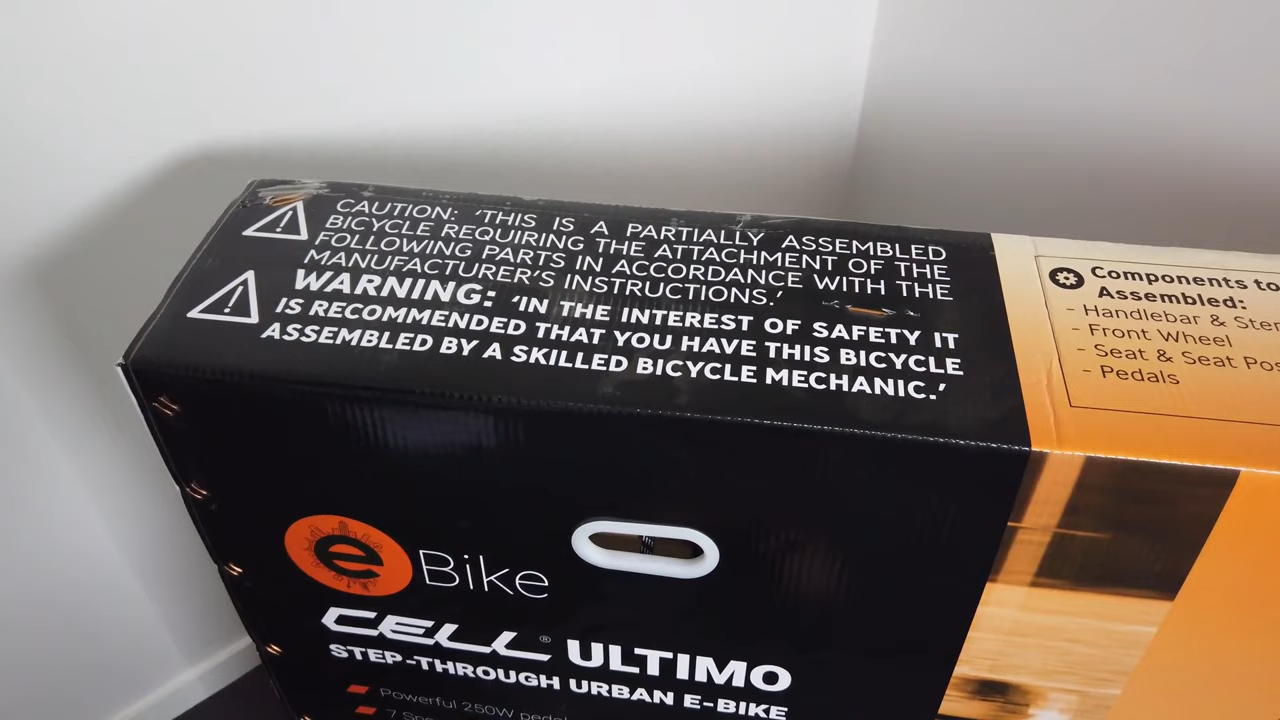 CAUTION: 'THIS IS A PARTIALLY ASSEMBLED
BICYCLE REQUIRING THE ATTACHMENT OF THE
FOLLOWING PARTS IN ACCORDANCE WITH THE
MANUFACTURER'S INSTRUCTIONS.'
WARNING: 'IN THE INTEREST OF SAFETY IT
IS RECOMMENDED THAT YOU HAVE THIS BICYCLE
ASSEMBLED BY A SKILLED BICYCLE MECHANIC.'
Components to
Assembled:
- Handlebar &
- Front Wheel
- Seat & Seat
- Pedals
e Bike
CELL® ULTIMO
STEP-THROUGH URBAN E-BIKE
Powerful 250W
7